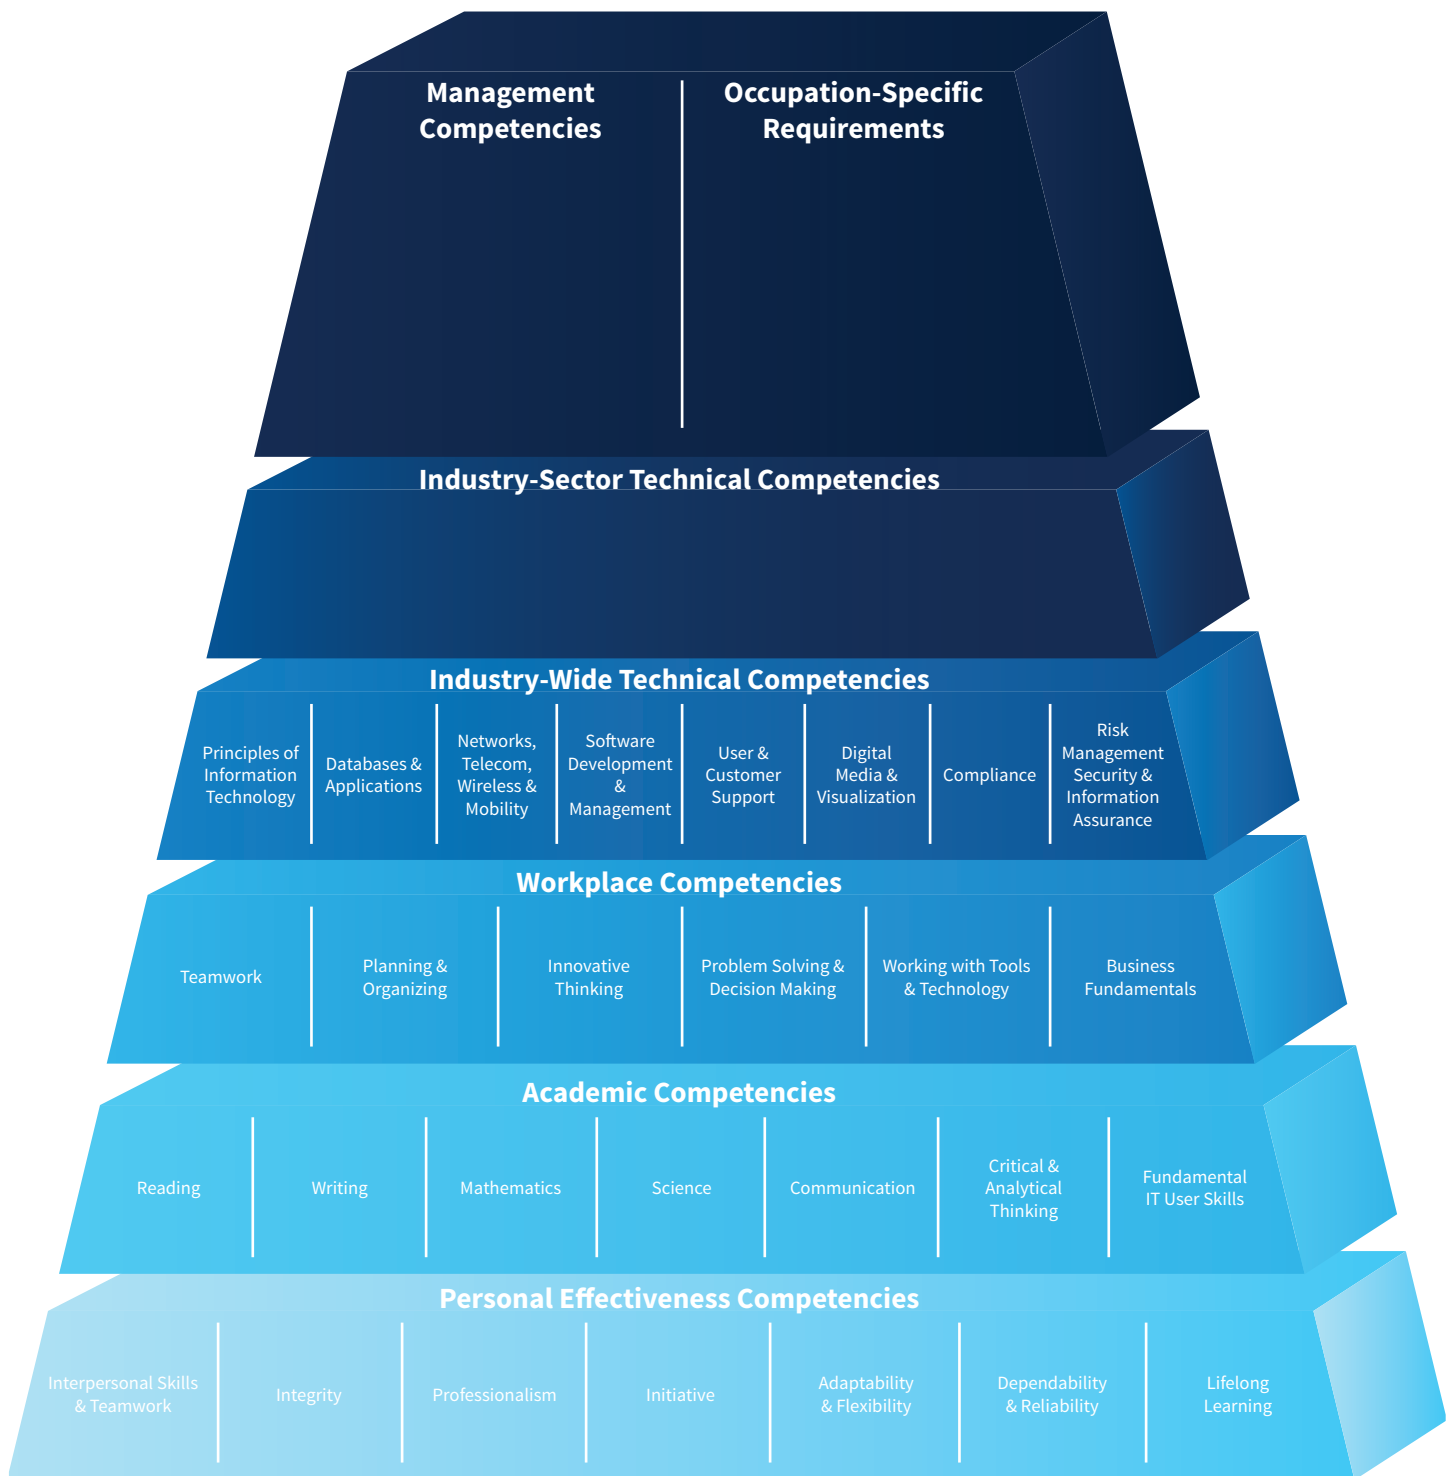 Management
Competencies
Occupation-Specific
Requirements
Industry-Sector Technical Competencies
Industry-Wide Technical Competencies
Principles of
Information
Technology
Databases &
Applications
Networks,
Telecom,
Wireless &
Mobility
Software
Development
&
Management
User &
Customer
Support
Digital
Media &
Visualization
Compliance
Risk
Management
Security &
Information
Assurance
Workplace Competencies
Teamwork
Planning &
Organizing
Innovative
Thinking
Problem Solving &
Decision Making
Working with Tools
& Technology
Business
Fundamentals
Academic Competencies
Reading
Writing
Mathematics
Science
Communication
Critical &
Analytical
Thinking
Fundamental
IT User Skills
Personal Effectiveness Competencies
Interpersonal Skills
& Teamwork
Integrity
Professionalism
Initiative
Adaptability
& Flexibility
Dependability
& Reliability
Lifelong
Learning